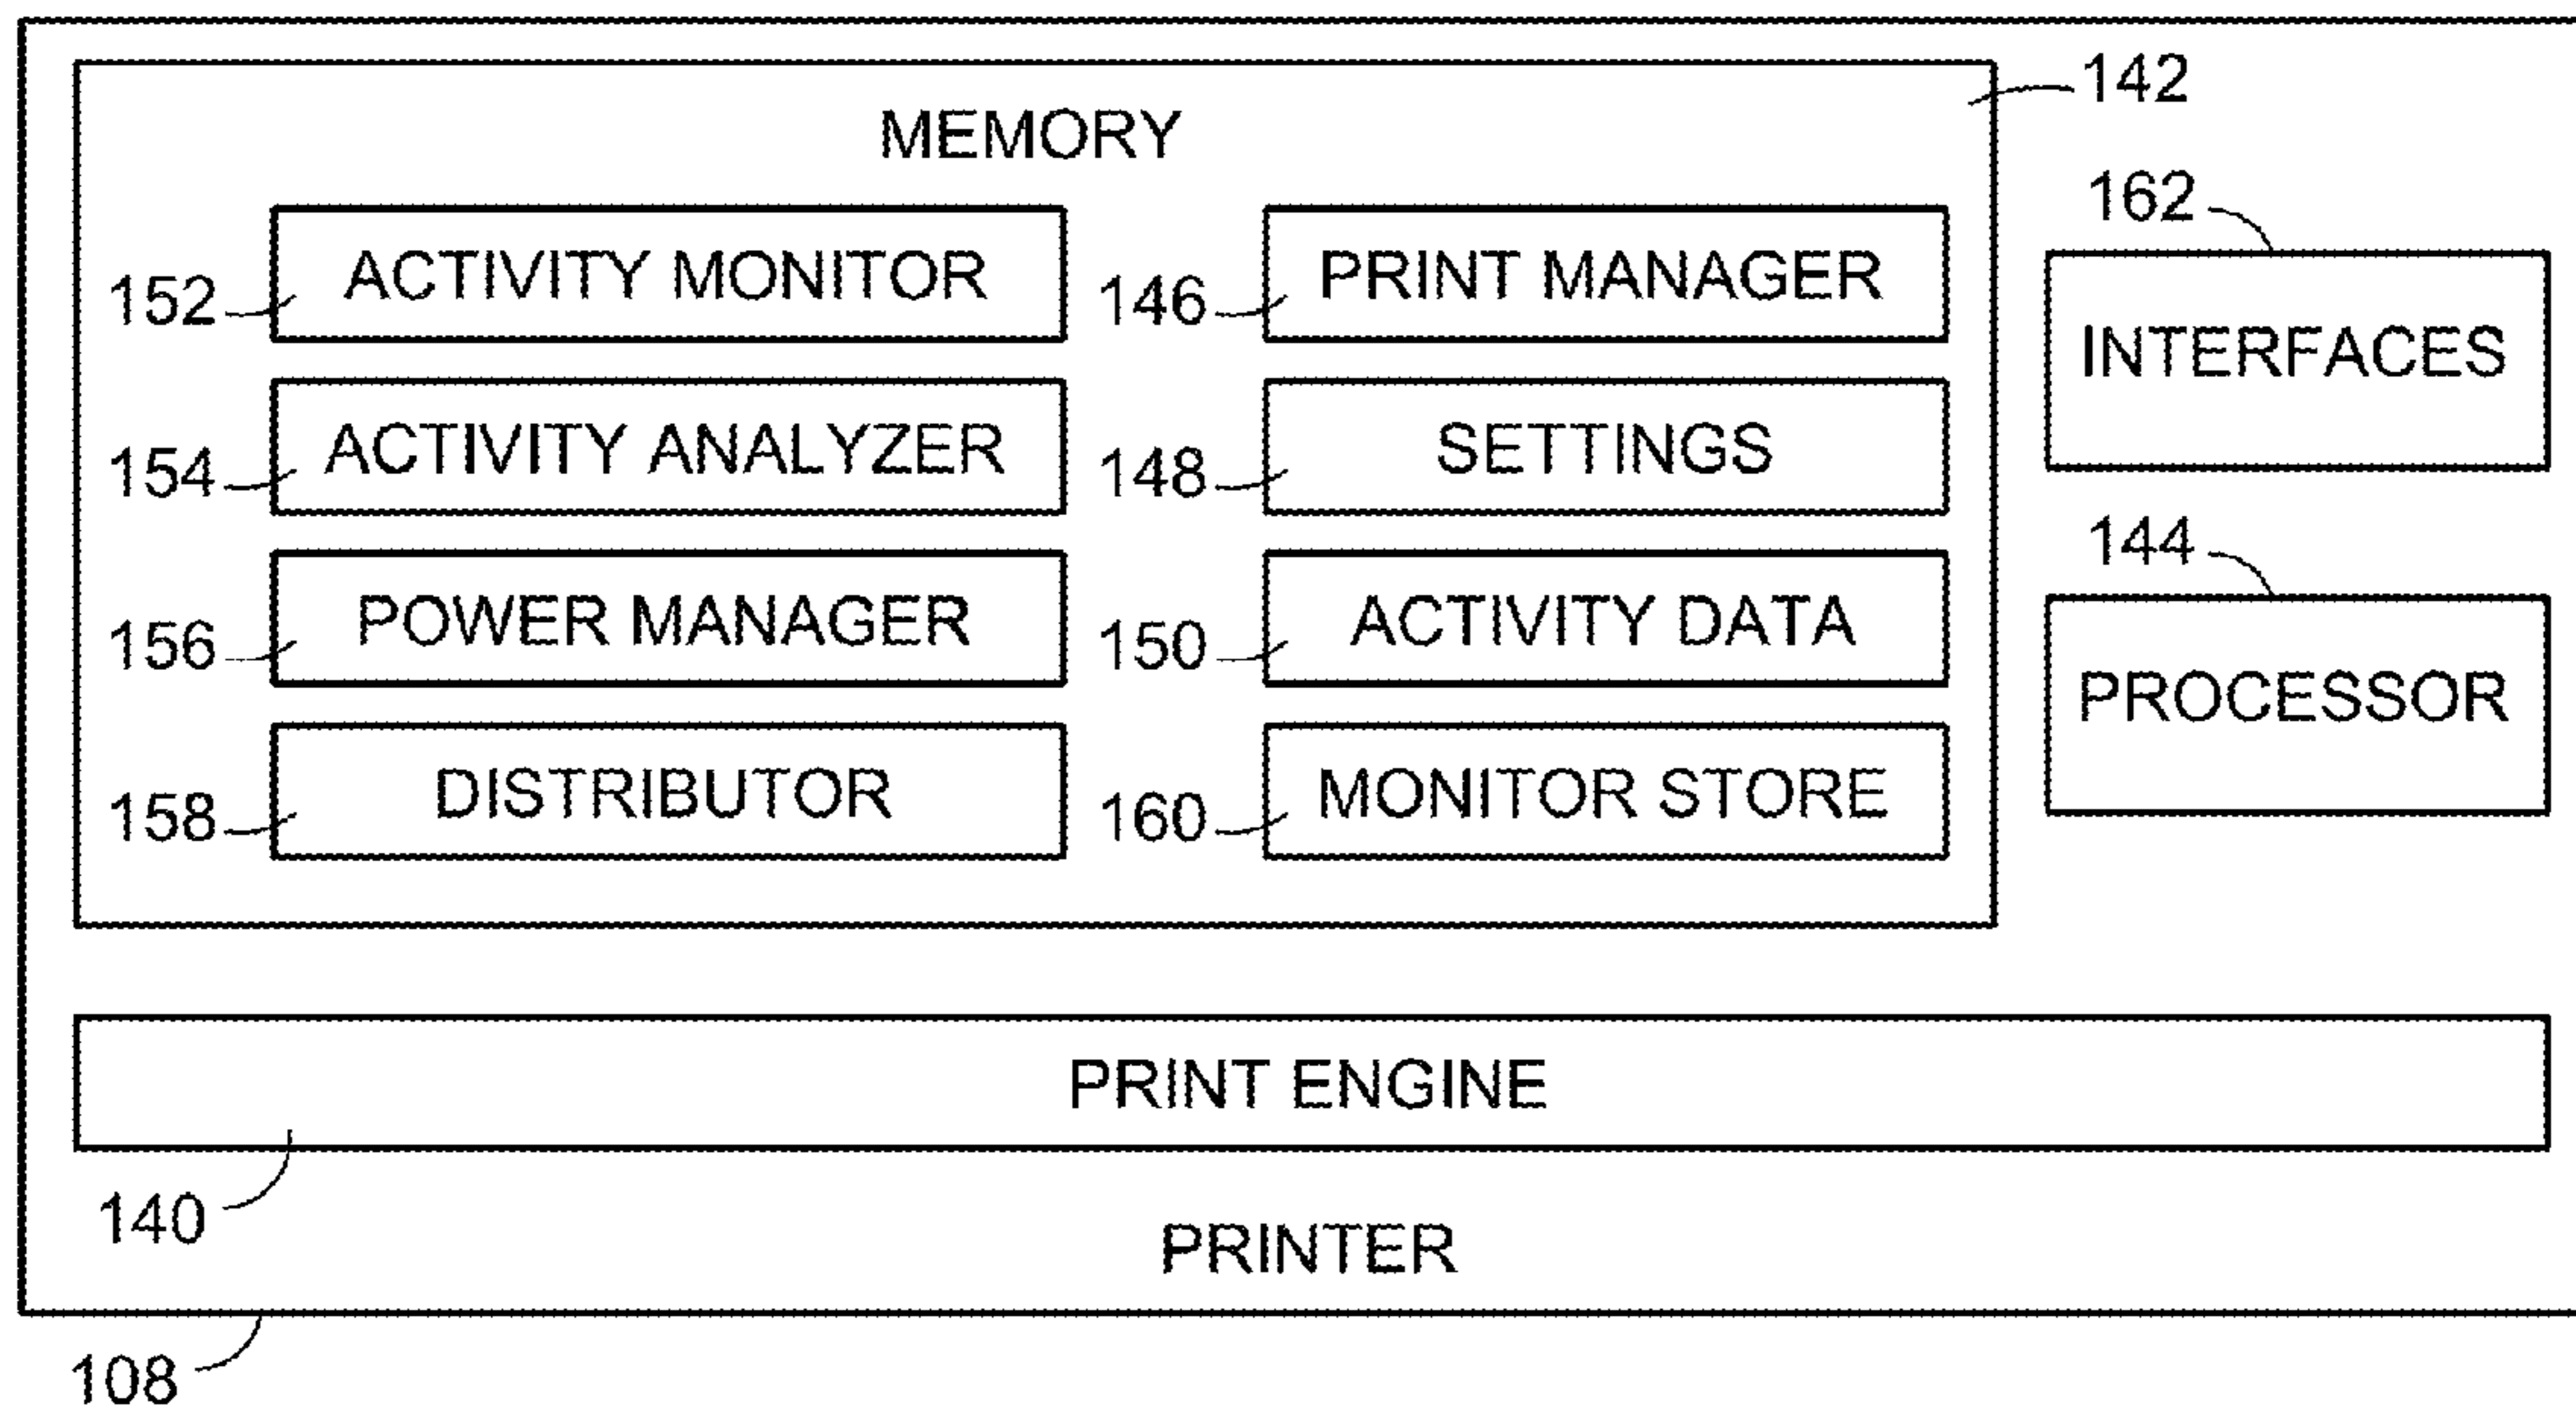 142
MEMORY
162
152 ACTIVITY MONITOR 146 PRINT MANAGER
INTERFACES
154 ACTIVITY ANALYZER 148 SETTINGS
144
156 POWER MANAGER 150 ACTIVITY DATA
PROCESSOR
158 DISTRIBUTOR 160 MONITOR STORE
PRINT ENGINE
140
PRINTER
108